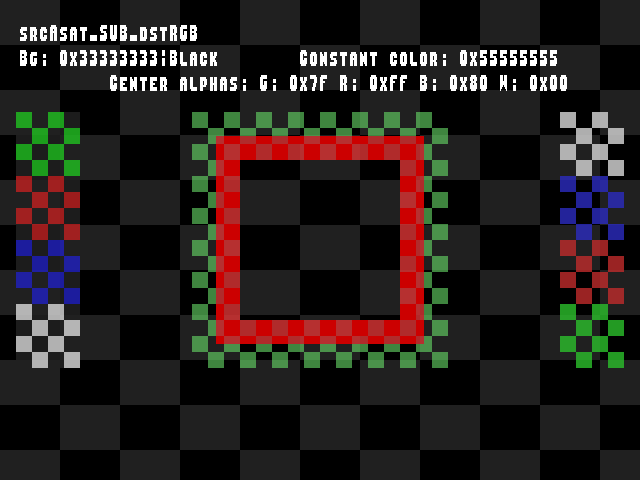 srcAsat_SUB_dstRGB
Bg: 0x33333333¦Black Constant color: 0x55555555
Center alphas: G: 0x7F R: 0xFF B: 0x80 W: 0x00